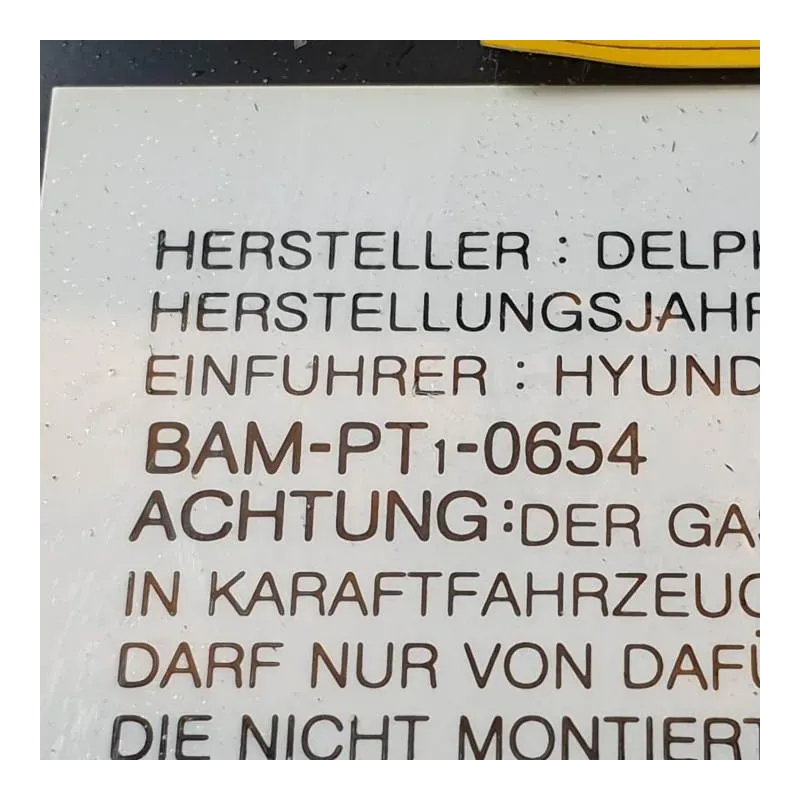 HERSTELLER : DELPH
HERSTELLUNGSJAHR
EINFUHRER : HYUND
BAM-PT1-0654
ACHTUNG:DER GAS
IN KARAFTFAHRZEUG
DARF NUR VON DAFÜ
DIE NICHT MONTIERT